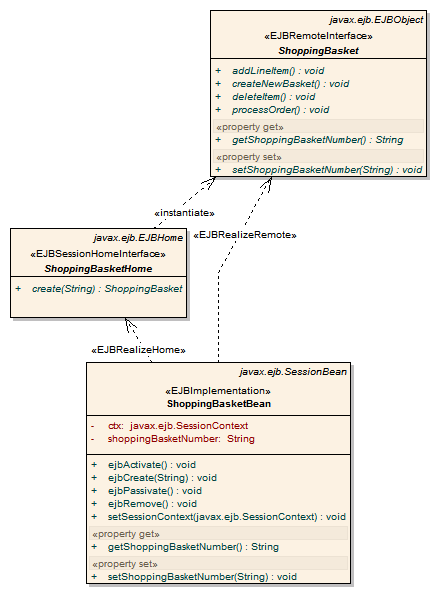 javax.ejb.EJBObject
«EJBRemoteInterface»
ShoppingBasket
+ addLineItem() : void
+ createNewBasket() : void
+ deleteItem() : void
+ processOrder() : void
«property get»
+ getShoppingBasketNumber() : String
«property set»
+ setShoppingBasketNumber(String) : void
«instantiate»
«EJBRealizeRemote»
javax.ejb.EJBHome
«EJBSessionHomeInterface»
ShoppingBasketHome
+ create(String) : ShoppingBasket
«EJBRealizeHome»
javax.ejb.SessionBean
«EJBImplementation»
ShoppingBasketBean
- ctx: javax.ejb.SessionContext
- shoppingBasketNumber: String
+ ejbActivate() : void
+ ejbCreate(String) : void
+ ejbPassivate() : void
+ ejbRemove() : void
+ setSessionContext(javax.ejb.SessionContext) : void
«property get»
+ getShoppingBasketNumber() : String
«property set»
+ setShoppingBasketNumber(String) : void